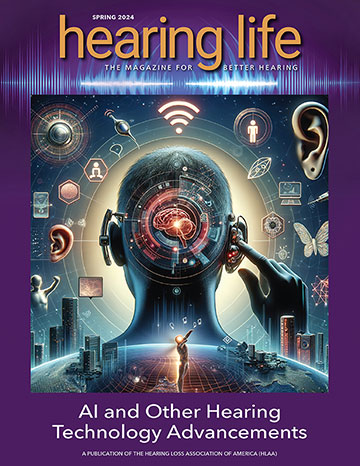 SPRING 2024
hearing life
THE MAGAZINE FOR BETTER HEARING
AI and Other Hearing
Technology Advancements
A PUBLICATION OF THE HEARING LOSS ASSOCIATION OF AMERICA (HLAA)